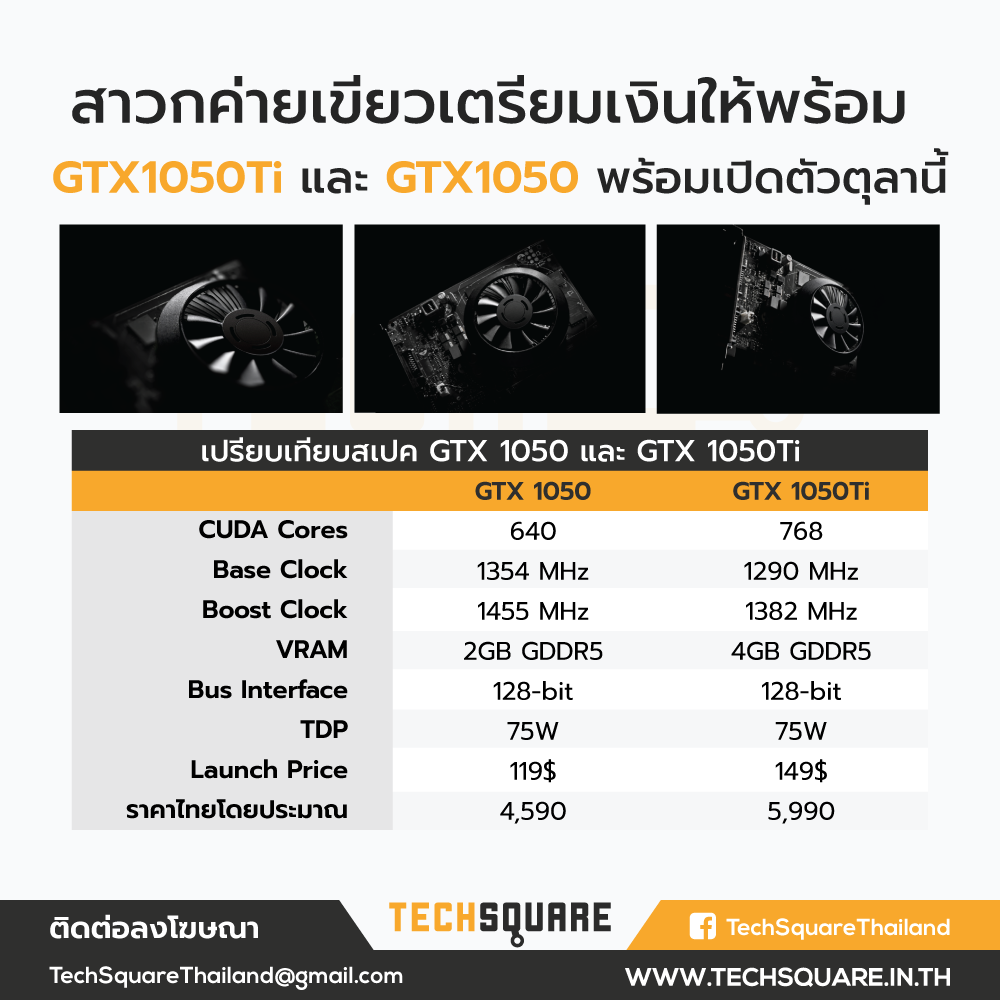 สาวกค่ายเขียวเตรียมเงินให้พร้อม
GTX1050Ti และ GTX1050 พร้อมเปิดตัวตุลานี้
เปรียบเทียบสเปค GTX 1050 และ GTX 1050Ti
GTX 1050 GTX 1050Ti
CUDA Cores 640 768
Base Clock 1354 MHz 1290 MHz
Boost Clock 1455 MHz 1382 MHz
VRAM 2GB GDDR5 4GB GDDR5
Bus Interface 128-bit 128-bit
TDP 75W 75W
Launch Price 119$ 149$
ราคาไทยโดยประมาณ 4,590 5,990
ติดต่อลงโฆษณา
TechSquareThailand@gmail.com
TECHSQUARE
TechSquareThailand
WWW.TECHSQUARE.IN.TH